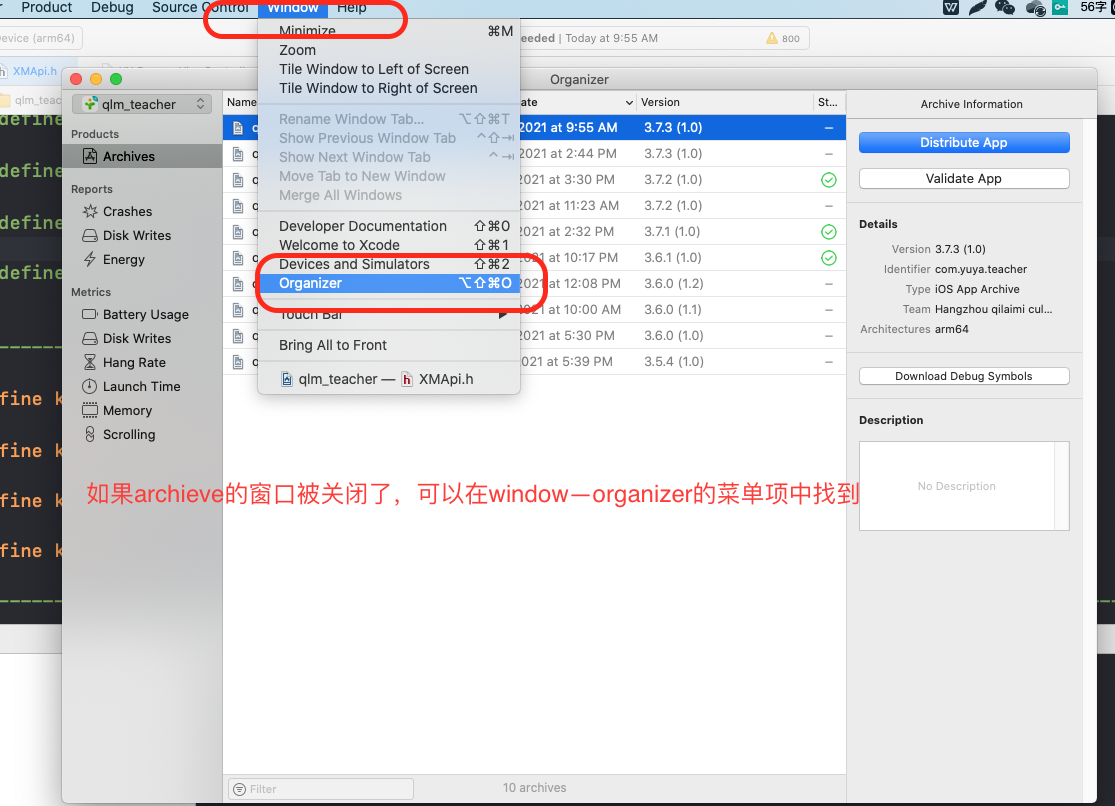 Product Debug Source Control Window Help 56字
Device (arm64)
eeded | Today at 9:55 AM 800
XMApi.h
qlm_teac
Organizer
Minimize ⌘M
Zoom
Tile Window to Left of Screen
Tile Window to Right of Screen
Rename Window Tab... ⌥⇧⌘T
Show Previous Window Tab ⌃⇧⇥
Show Next Window Tab ⌃⇥
Move Tab to New Window
Merge All Windows
Developer Documentation ⇧⌘0
Welcome to Xcode ⇧⌘1
Devices and Simulators ⇧⌘2
Organizer ⌥⇧⌘O
Touch Bar
Bring All to Front
qlm_teacher — XMApi.h
qlm_teacher
Products
Archives
Reports
Crashes
Disk Writes
Energy
Metrics
Battery Usage
Disk Writes
Hang Rate
Launch Time
Memory
Scrolling
Name ate Version St...
2021 at 9:55 AM 3.7.3 (1.0) –
2021 at 2:44 PM 3.7.3 (1.0) –
2021 at 3:30 PM 3.7.2 (1.0)
2021 at 11:23 AM 3.7.2 (1.0) –
2021 at 2:32 PM 3.7.1 (1.0)
2021 at 10:17 PM 3.6.1 (1.0)
2021 at 12:08 PM 3.6.0 (1.2) –
2021 at 10:00 AM 3.6.0 (1.1) –
2021 at 5:30 PM 3.6.0 (1.0) –
2021 at 5:39 PM 3.5.4 (1.0) –
如果archieve的窗口被关闭了，可以在window—organizer的菜单项中找到
Filter
10 archives
Archive Information
Distribute App
Validate App
Details
Version 3.7.3 (1.0)
Identifier com.yuya.teacher
Type iOS App Archive
Team Hangzhou qilaimi cul...
Architectures arm64
Download Debug Symbols
Description
No Description
define
define
define
define
fine k
fine k
fine k
fine k